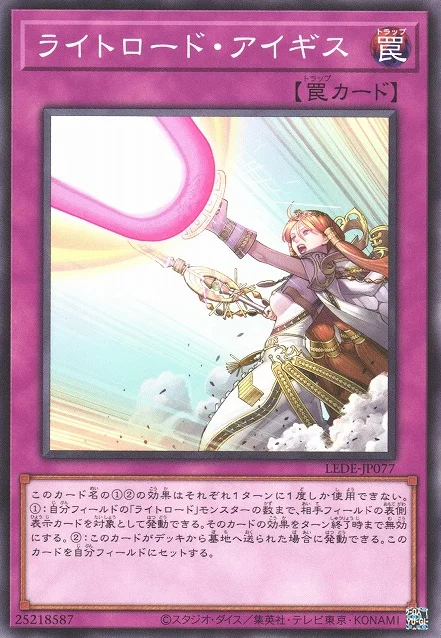 ライトロード・アイギス
トラップ
罠
トラップ
【罠カード】
LEDE-JP077
このカード名の①②の効果はそれぞれ1ターンに1度しか使用できない。
①：自分フィールドの「ライトロード」モンスターの数まで、相手フィールドの表側
表示カードを対象として発動できる。そのカードの効果をターン終了時まで無効
にする。②：このカードがデッキから墓地へ送られた場合に発動できる。この
カードを自分フィールドにセットする。
25218587
©スタジオ・ダイス／集英社・テレビ東京・KONAMI